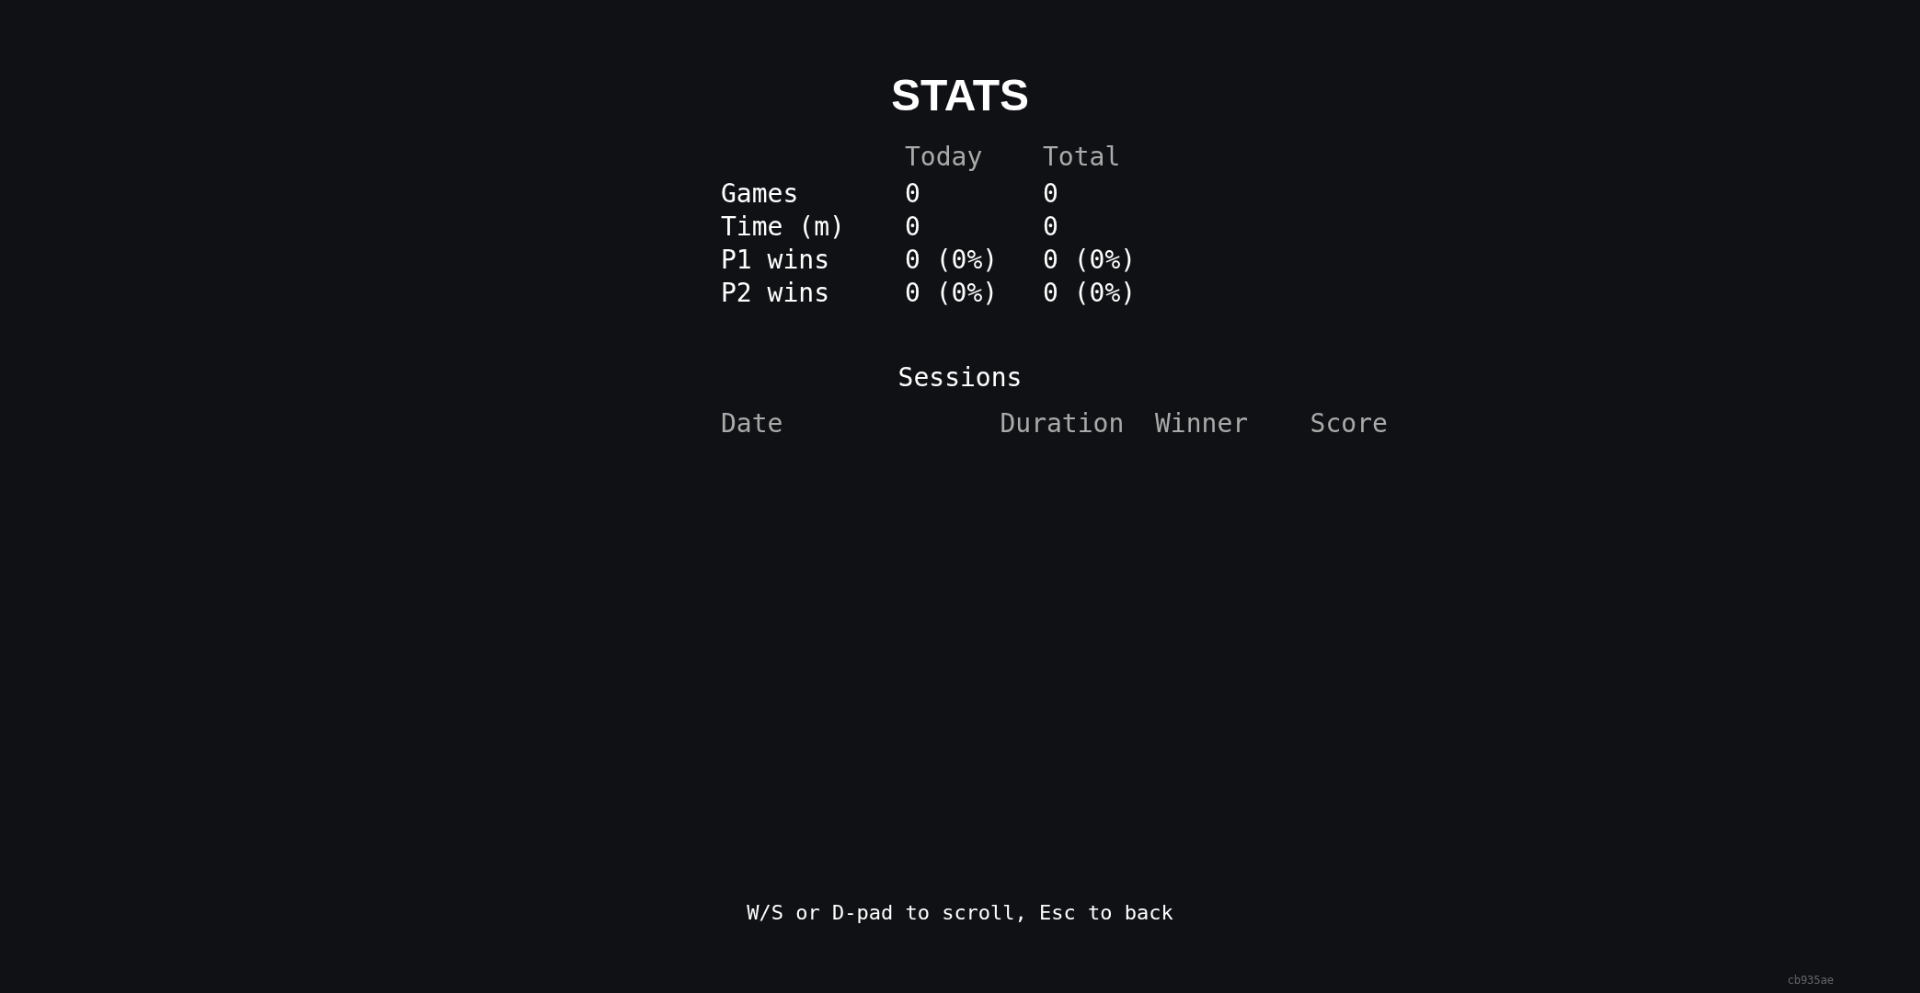 STATS
Today Total
Games 0 0
Time (m) 0 0
P1 wins 0 (0%) 0 (0%)
P2 wins 0 (0%) 0 (0%)
Sessions
Date Duration Winner Score
W/S or D-pad to scroll, Esc to back
cb935ae